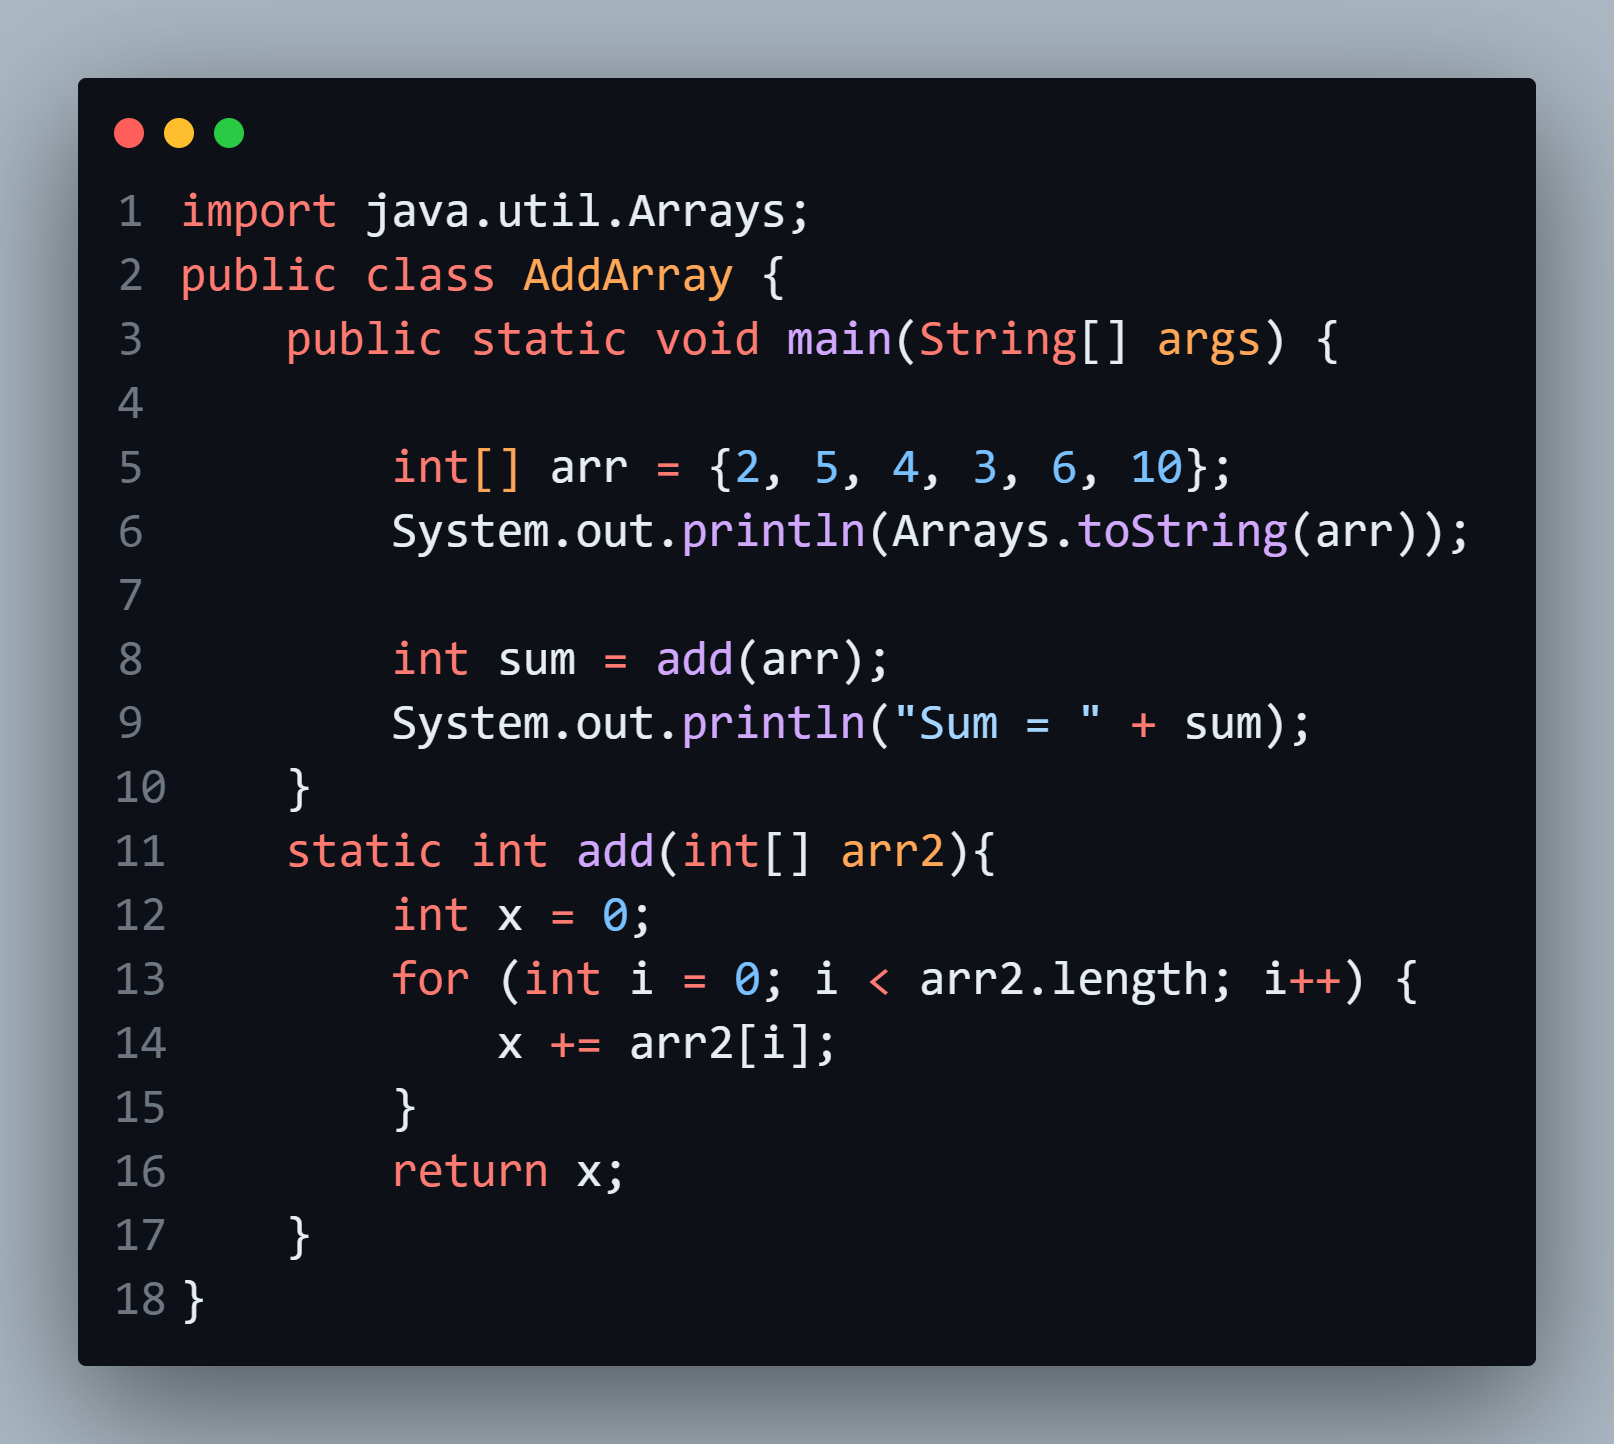 1 import java.util.Arrays;
2 public class AddArray {
3     public static void main(String[] args) {
4
5         int[] arr = {2, 5, 4, 3, 6, 10};
6         System.out.println(Arrays.toString(arr));
7
8         int sum = add(arr);
9         System.out.println("Sum = " + sum);
10     }
11     static int add(int[] arr2){
12         int x = 0;
13         for (int i = 0; i < arr2.length; i++) {
14             x += arr2[i];
15         }
16         return x;
17     }
18 }